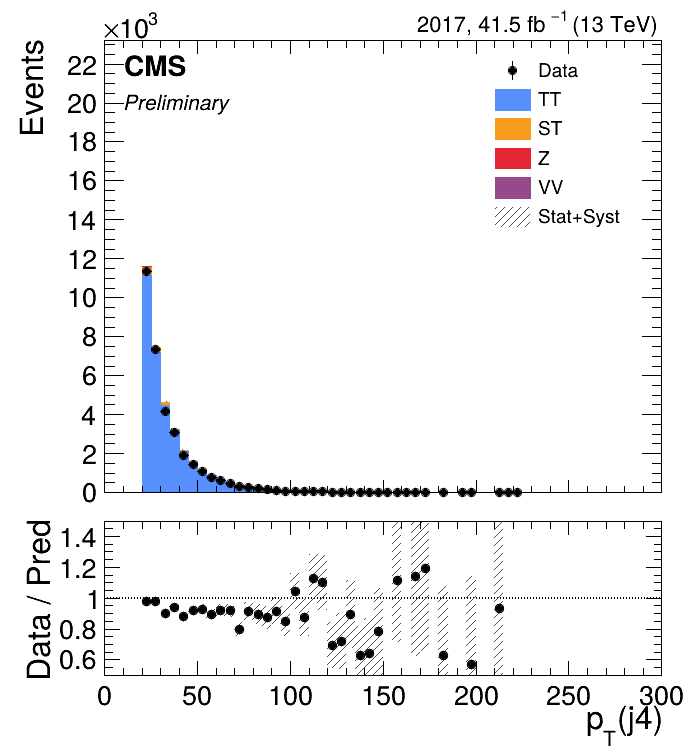 ×10³
2017, 41.5 fb⁻¹ (13 TeV)
CMS
Preliminary
Events
22
20
18
16
14
12
10
8
6
4
2
0
Data
TT
ST
Z
VV
Stat+Syst
Data / Pred
1.4
1.2
1
0.8
0.6
0 50 100 150 200 250 300
p_T(j4)